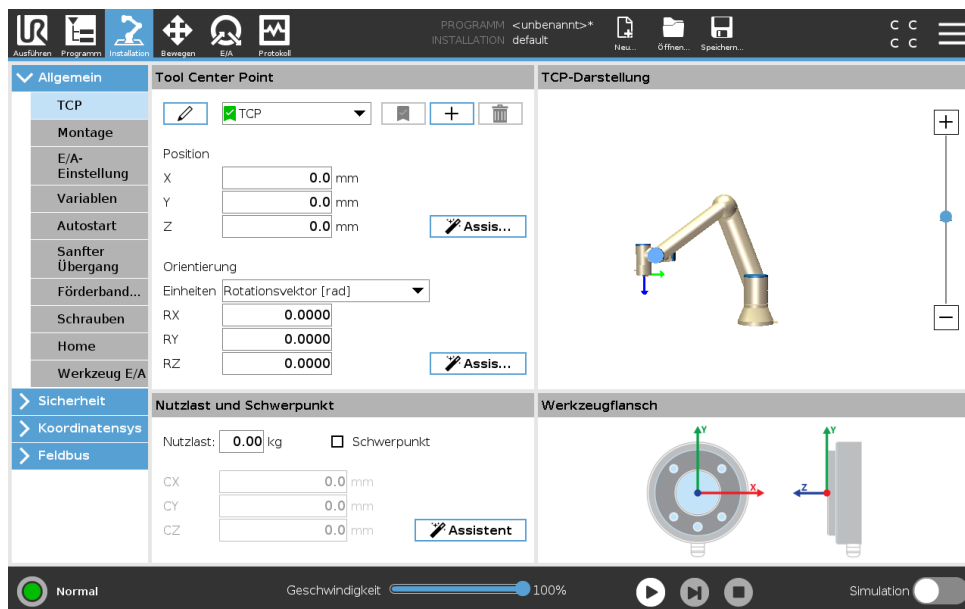 UR
PROGRAMM <unbenannt>*
INSTALLATION default
Ausführen Programm Installation Bewegen E/A Protokoll
Neu... Öffnen... Speichern...
C C
C C
Allgemein
TCP
Montage
E/A-
Einstellung
Variablen
Autostart
Sanfter
Übergang
Förderband...
Schrauben
Home
Werkzeug E/A
Sicherheit
Koordinatensys
Feldbus
Tool Center Point
TCP
Position
X 0.0 mm
Y 0.0 mm
Z 0.0 mm Assis...
Orientierung
Einheiten Rotationsvektor [rad]
RX 0.0000
RY 0.0000
RZ 0.0000 Assis...
TCP-Darstellung
Nutzlast und Schwerpunkt
Nutzlast: 0.00 kg Schwerpunkt
CX 0.0 mm
CY 0.0 mm
CZ 0.0 mm Assistent
Werkzeugflansch
Y Y
X Z
Normal Geschwindigkeit 100% Simulation